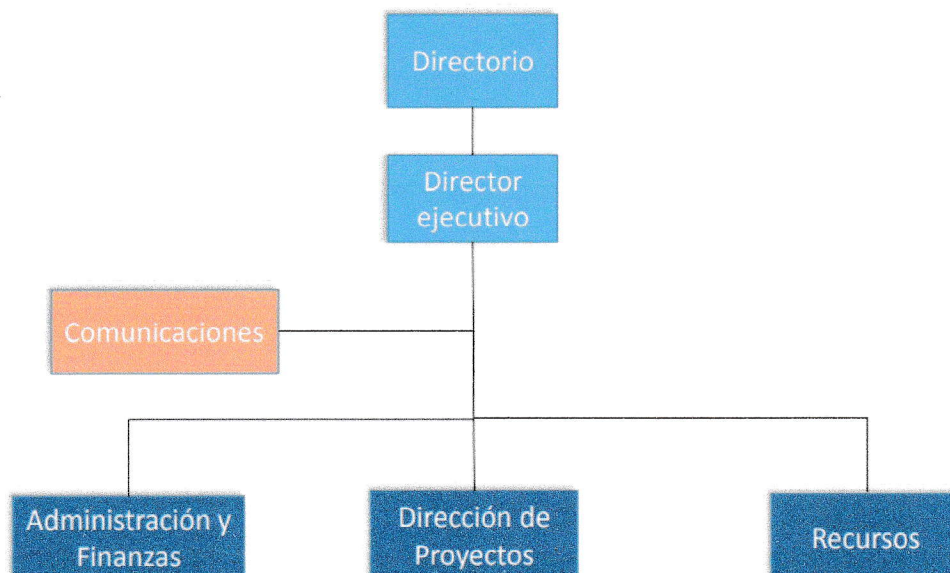 Directorio
Director
ejecutivo
Comunicaciones
Administración y
Finanzas
Dirección de
Proyectos
Recursos